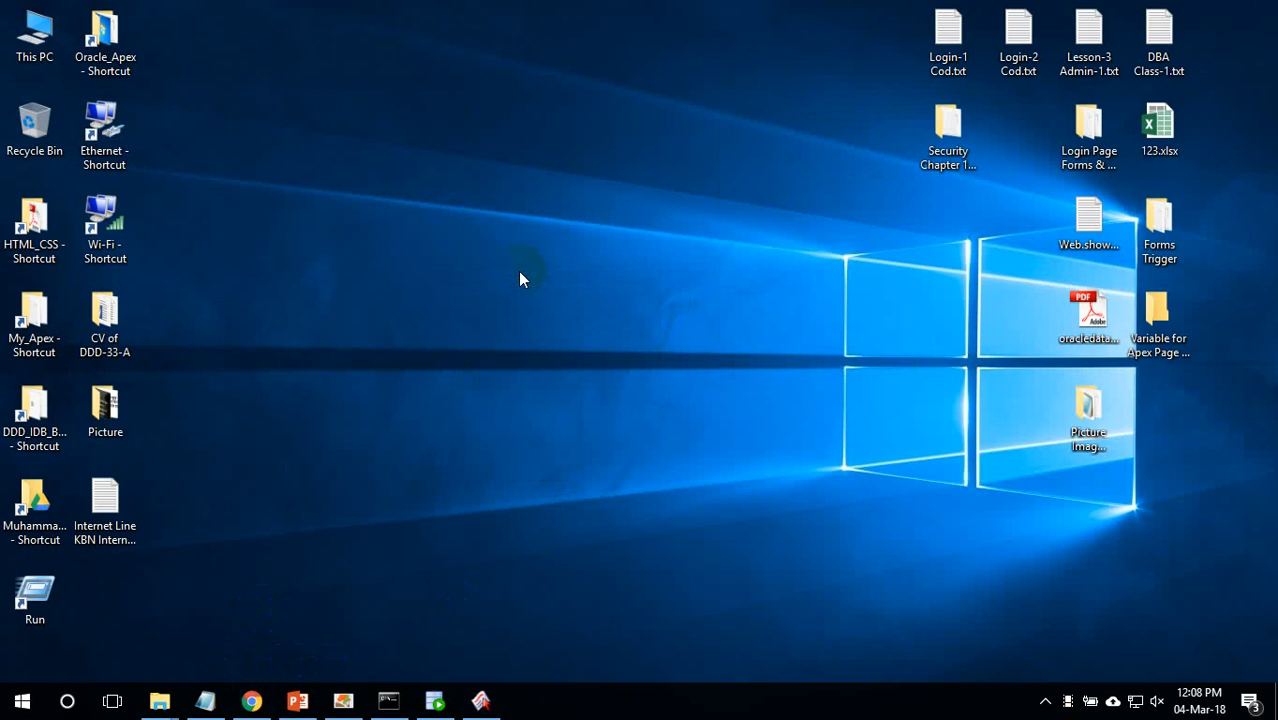 This PC
Oracle_Apex
- Shortcut
Login-1
Cod.txt
Login-2
Cod.txt
Lesson-3
Admin-1.txt
DBA
Class-1.txt
Recycle Bin
Ethernet -
Shortcut
Security
Chapter 1...
Login Page
Forms & ...
123.xlsx
HTML_CSS -
Shortcut
Wi-Fi -
Shortcut
Web.show...
Forms
Trigger
My_Apex -
Shortcut
CV of
DDD-33-A
PDF
Adobe
oracledata...
Variable for
Apex Page ...
DDD_IDB_B...
- Shortcut
Picture
Picture
Imag...
Muhamma...
- Shortcut
Internet Line
KBN Intern...
Run
12:08 PM
04-Mar-18
3